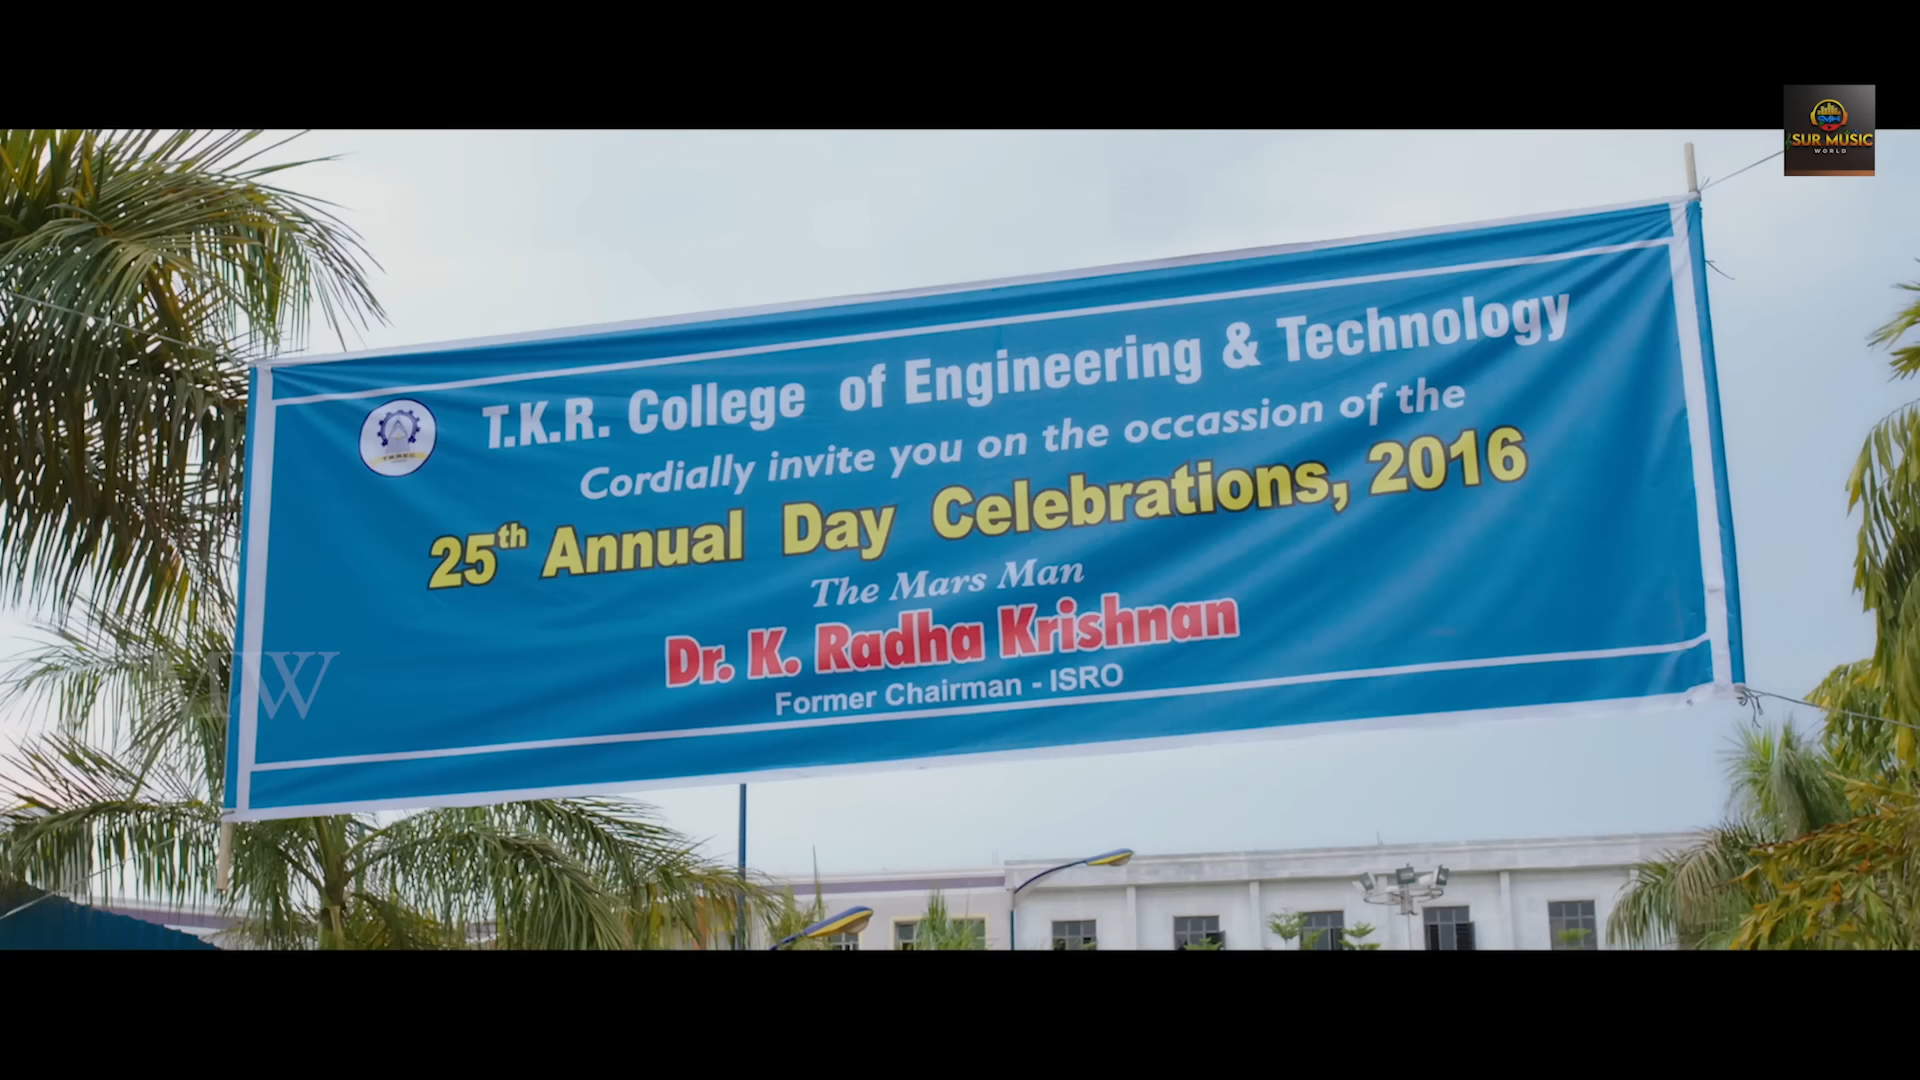 SUR MUSIC
WORLD
T.K.R. College of Engineering & Technology
Cordially invite you on the occassion of the
25th Annual Day Celebrations, 2016
The Mars Man
Dr. K. Radha Krishnan
Former Chairman - ISRO